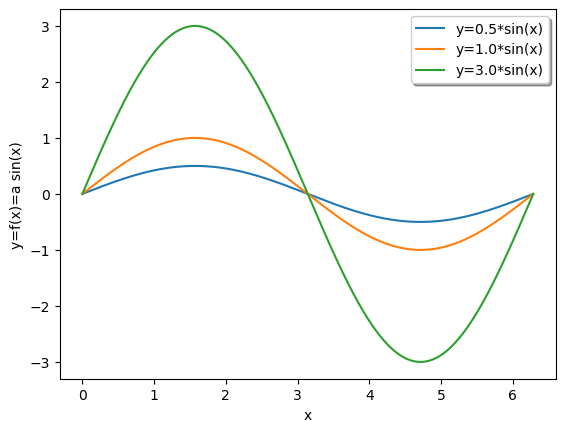 y=0.5*sin(x)
y=1.0*sin(x)
y=3.0*sin(x)
y=f(x)=a sin(x)
3
2
1
0
−1
−2
−3
0 1 2 3 4 5 6
x